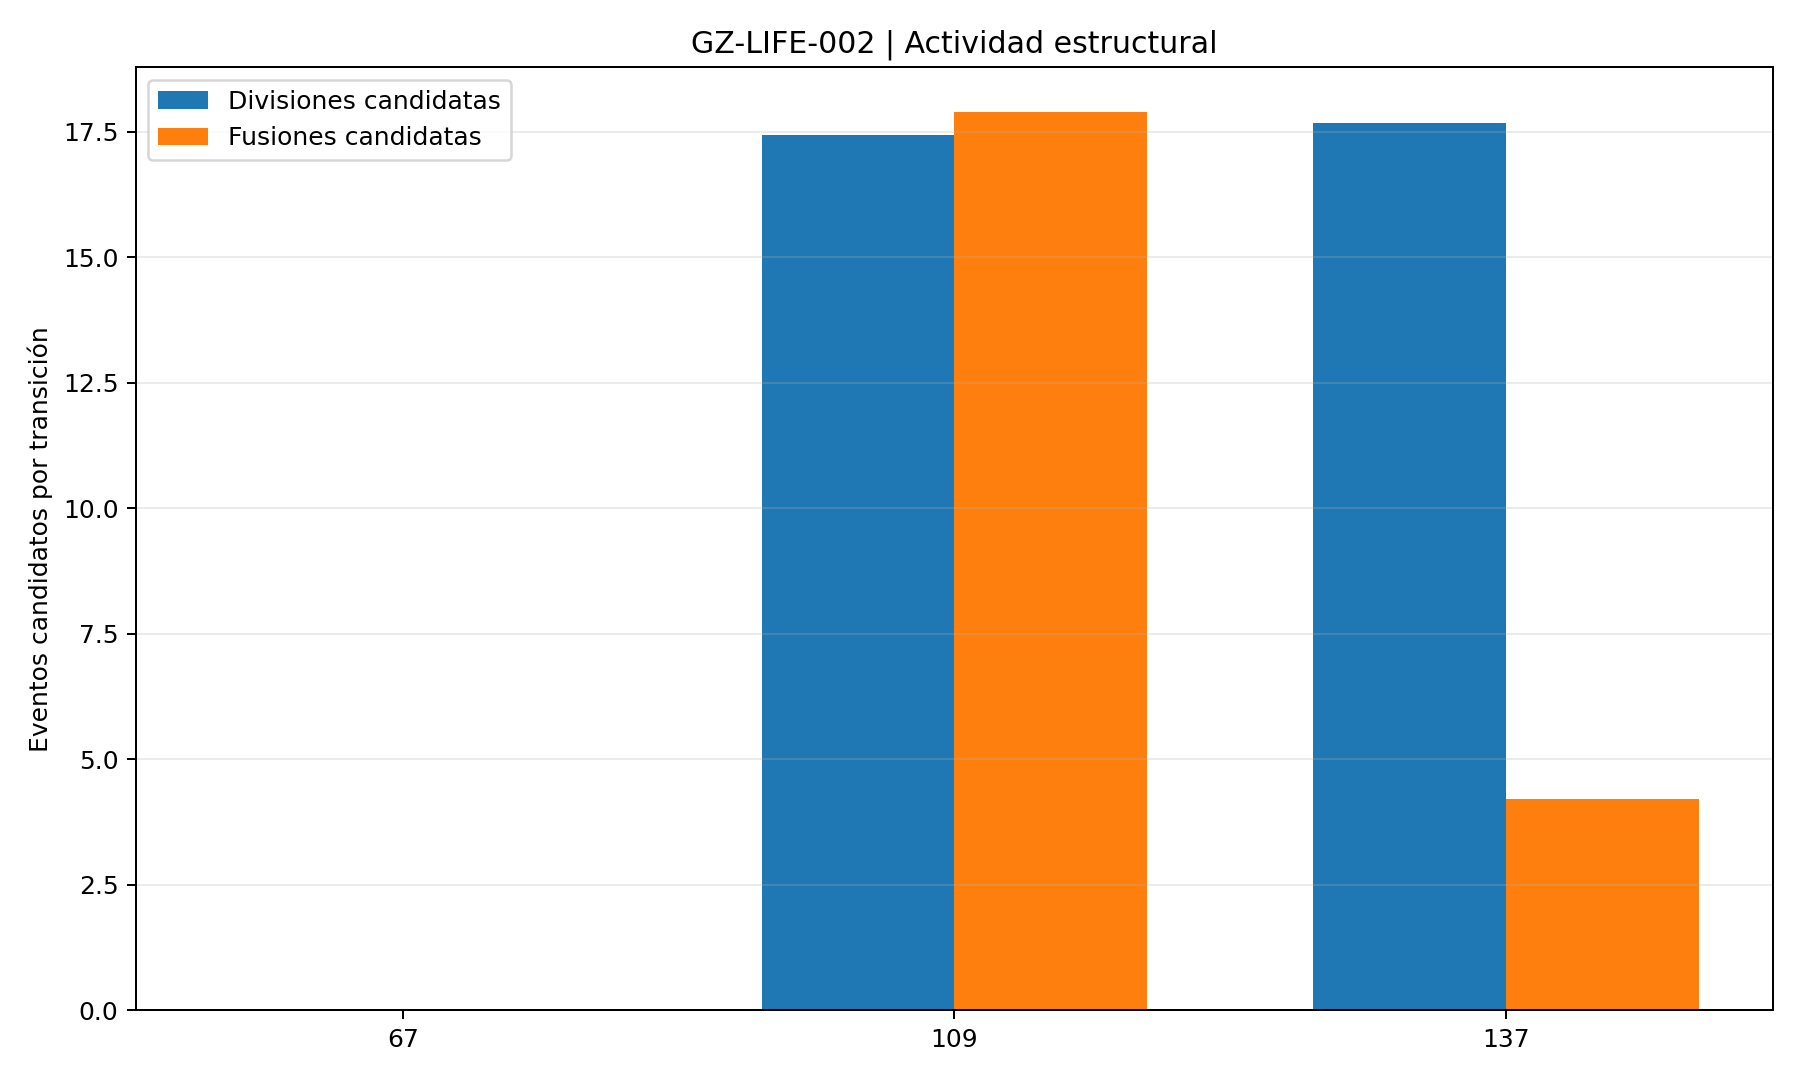 GZ-LIFE-002 | Actividad estructural
Divisiones candidatas
Fusiones candidatas
Eventos candidatos por transición
17.5
15.0
12.5
10.0
7.5
5.0
2.5
0.0
67
109
137